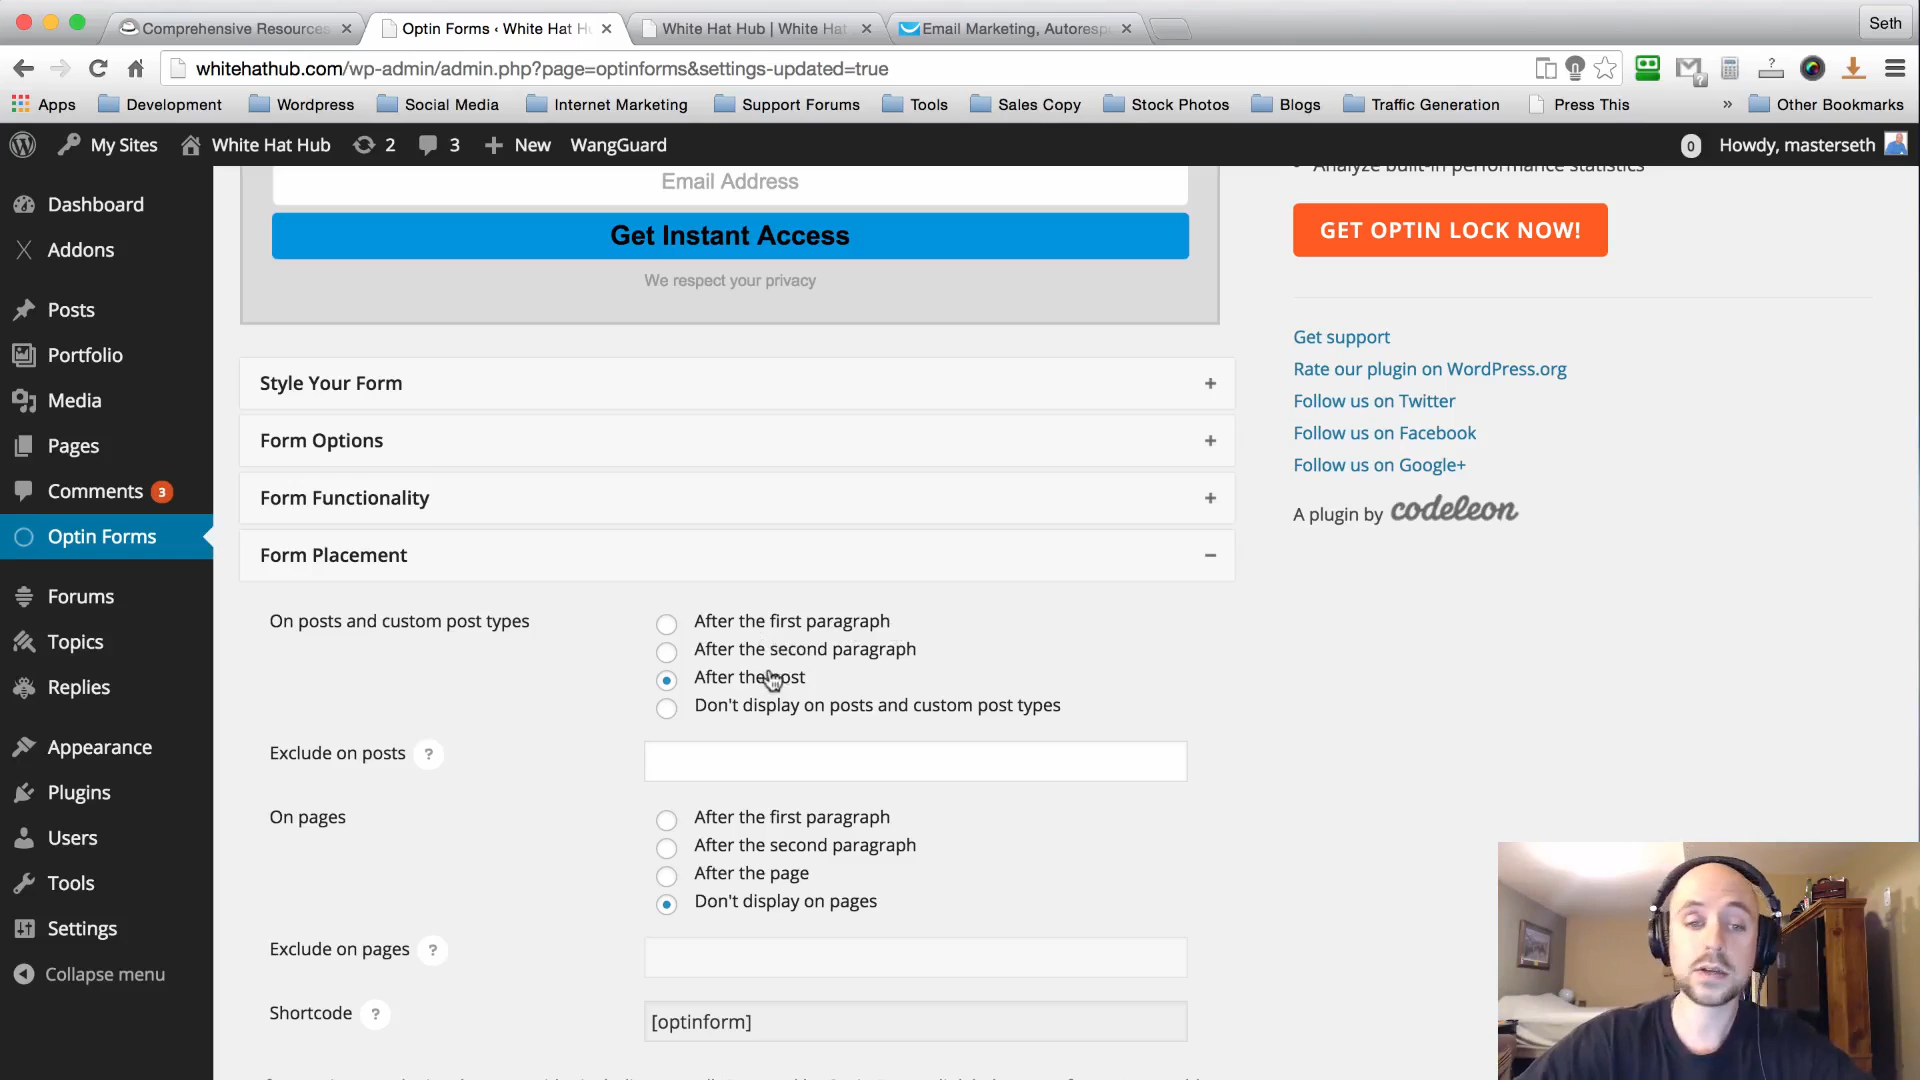 Comprehensive Resources
Optin Forms ‹ White Hat H
White Hat Hub | White Hat
Email Marketing, Autoresp
Seth
whitehathub.com/wp-admin/admin.php?page=optinforms&settings-updated=true
Apps
Development
Wordpress
Social Media
Internet Marketing
Support Forums
Tools
Sales Copy
Stock Photos
Blogs
Traffic Generation
Press This
»
Other Bookmarks
My Sites
White Hat Hub
2
3
+ New
WangGuard
0
Howdy, masterseth
Dashboard
Addons
Posts
Portfolio
Media
Pages
Comments 3
Optin Forms
Forums
Topics
Replies
Appearance
Plugins
Users
Tools
Settings
Collapse menu
Email Address
Get Instant Access
We respect your privacy
Style Your Form +
Form Options +
Form Functionality +
Form Placement −
On posts and custom post types
After the first paragraph
After the second paragraph
After the post
Don't display on posts and custom post types
Exclude on posts ?
On pages
After the first paragraph
After the second paragraph
After the page
Don't display on pages
Exclude on pages ?
Shortcode ?
[optinform]
Analyze built-in performance statistics
GET OPTIN LOCK NOW!
Get support
Rate our plugin on WordPress.org
Follow us on Twitter
Follow us on Facebook
Follow us on Google+
A plugin by codeleon